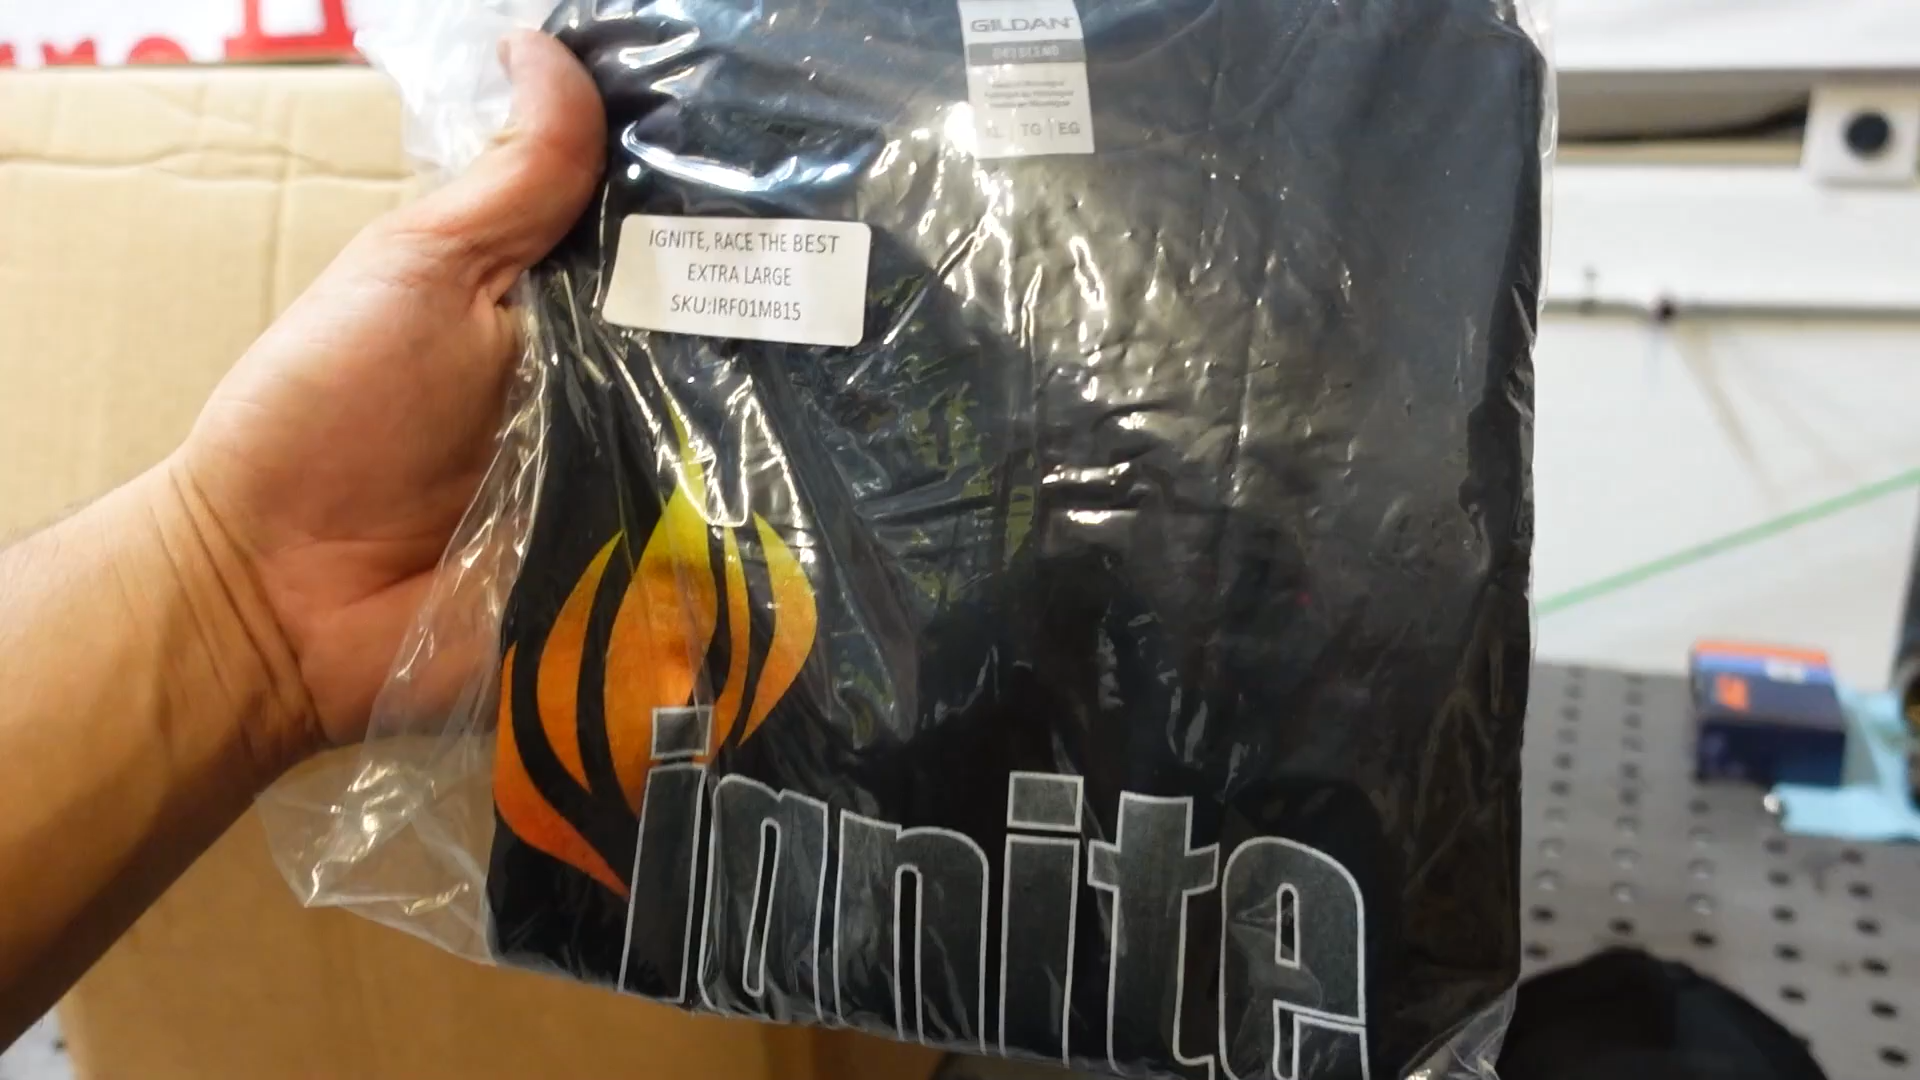 GILDAN
XL | TG | EG
IGNITE, RACE THE BEST
EXTRA LARGE
SKU:IRF01MB15
ignite